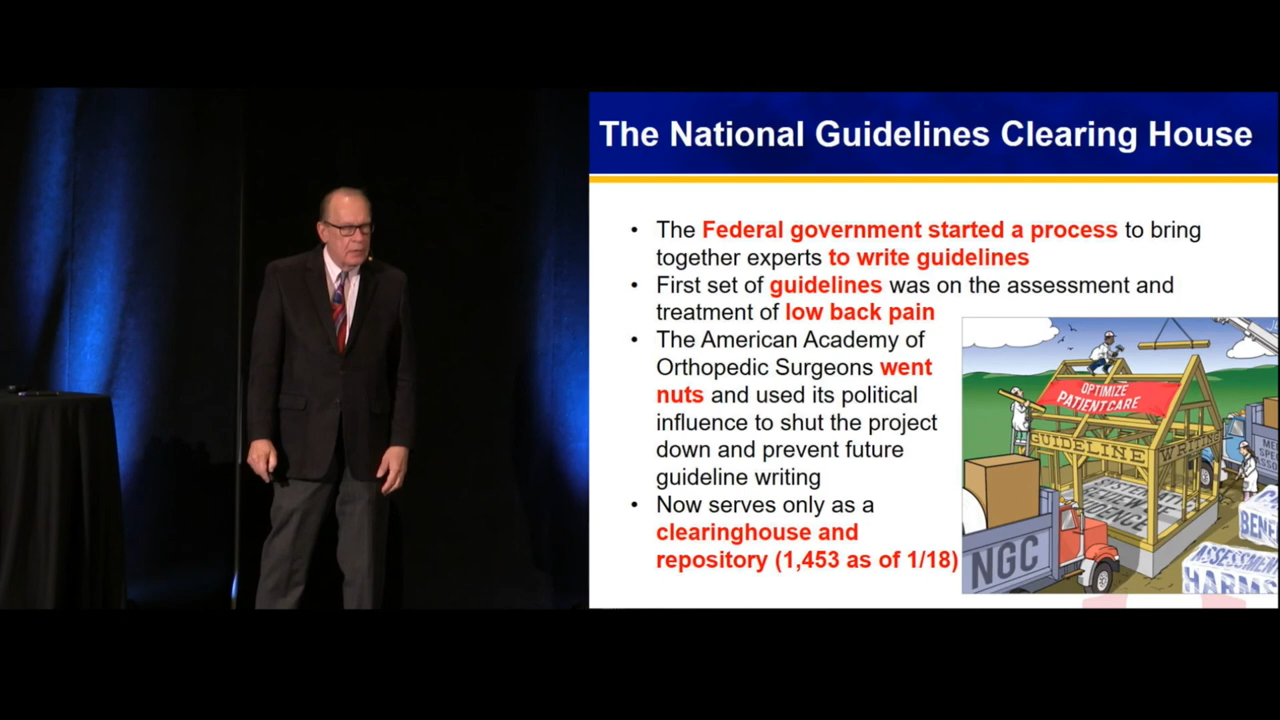 The National Guidelines Clearing House
• The Federal government started a process to bring
together experts to write guidelines
• First set of guidelines was on the assessment and
treatment of low back pain
• The American Academy of
Orthopedic Surgeons went
nuts and used its political
influence to shut the project
down and prevent future
guideline writing
• Now serves only as a
clearinghouse and
repository (1,453 as of 1/18)
OPTIMIZE
PATIENT CARE
GUIDELINE WRITING
EVIDENCE
NGC
HARMS